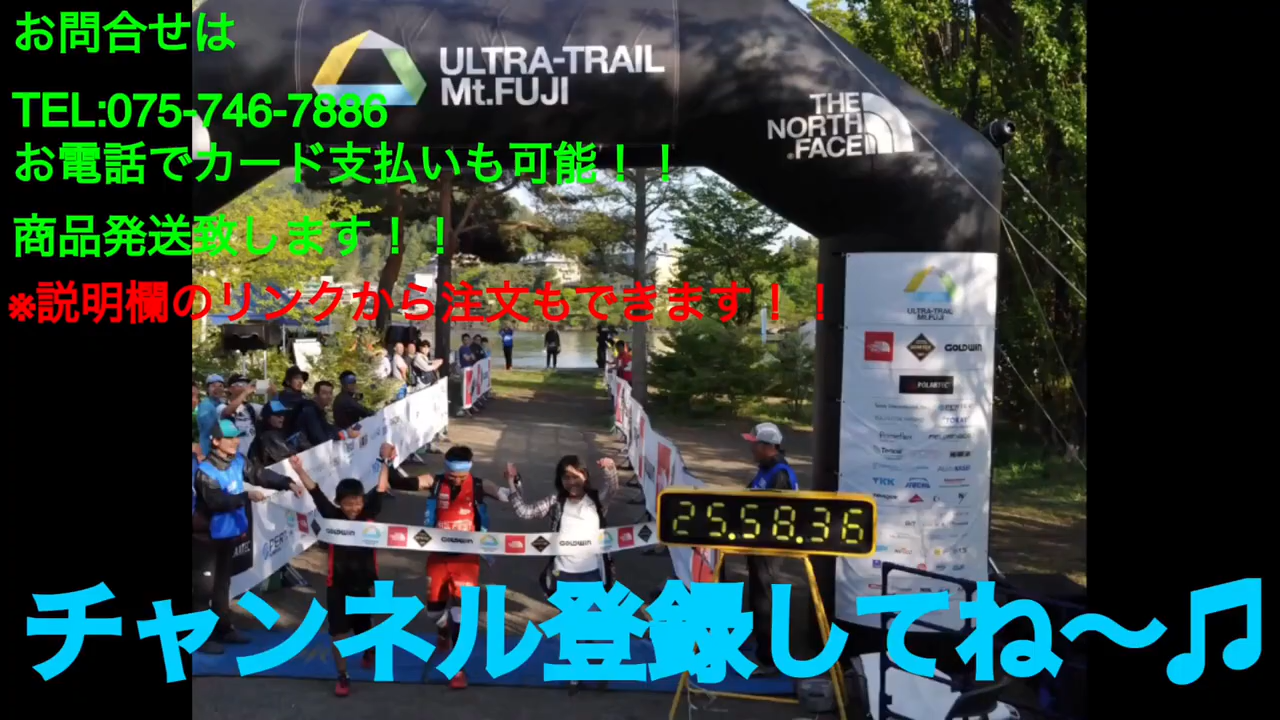 お問合せは
TEL:075-746-7886
お電話でカード支払いも可能！！
商品発送致します！！
※説明欄のリンクから注文もできます！！
ULTRA-TRAIL
Mt.FUJI
THE
NORTH
FACE
ULTRA-TRAIL
Mt.FUJI
GOLDWIN
POLARTEC
YKK
25.58.36
GOLDWIN
GOLDWIN
GOLDWIN
チャンネル登録してね〜♫